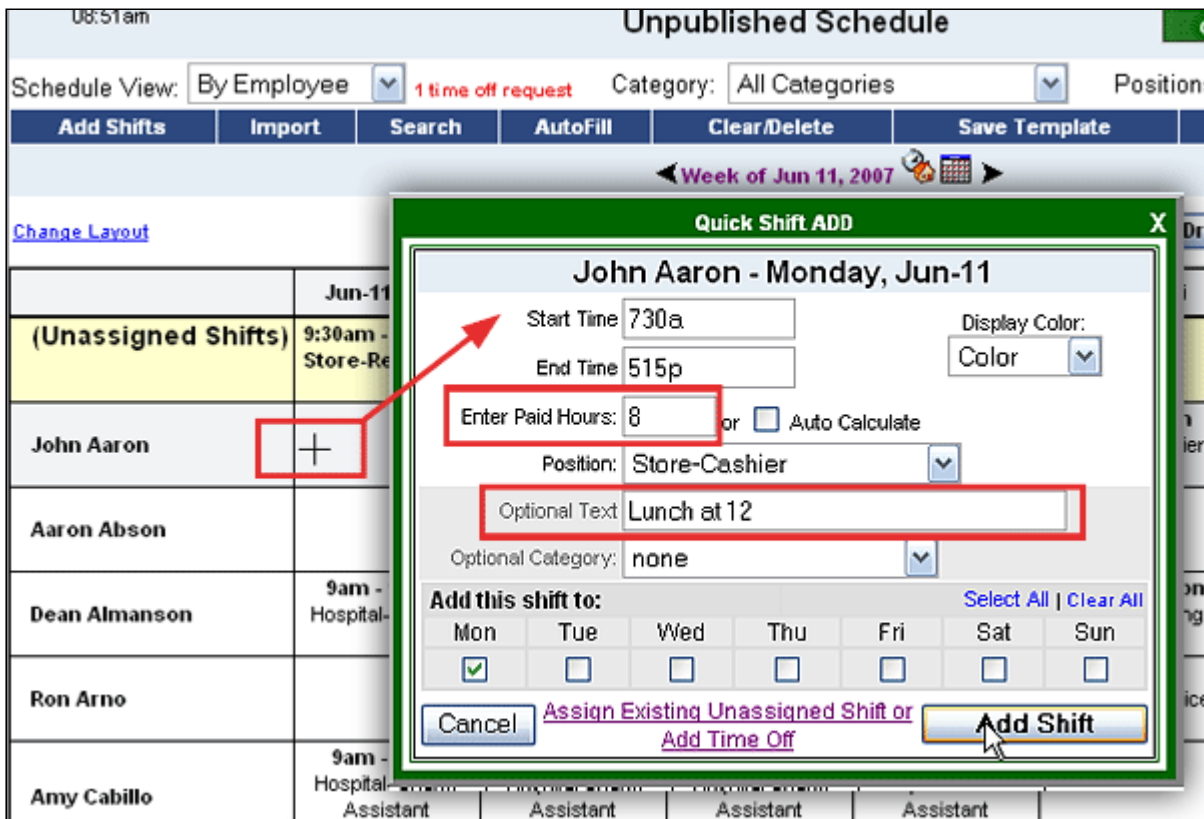 08:51am
Unpublished Schedule
Schedule View: By Employee 1 time off request Category: All Categories Position
Add Shifts Import Search AutoFill Clear/Delete Save Template
Week of Jun 11, 2007
Change Layout
Quick Shift ADD X
John Aaron - Monday, Jun-11
Jun-11
Start Time 730a
Display Color:
(Unassigned Shifts) 9:30am -
Store-Re
End Time 515p
Color
Enter Paid Hours: 8 or Auto Calculate
John Aaron
Position: Store-Cashier
Optional Text Lunch at 12
Aaron Abson
Optional Category: none
9am -
Add this shift to: Select All | Clear All
Dean Almanson
Hospital-
Mon Tue Wed Thu Fri Sat Sun
Ron Arno
Cancel Assign Existing Unassigned Shift or
Add Time Off
Add Shift
9am -
Amy Cabillo
Hospital-
Assistant Assistant Assistant Assistant